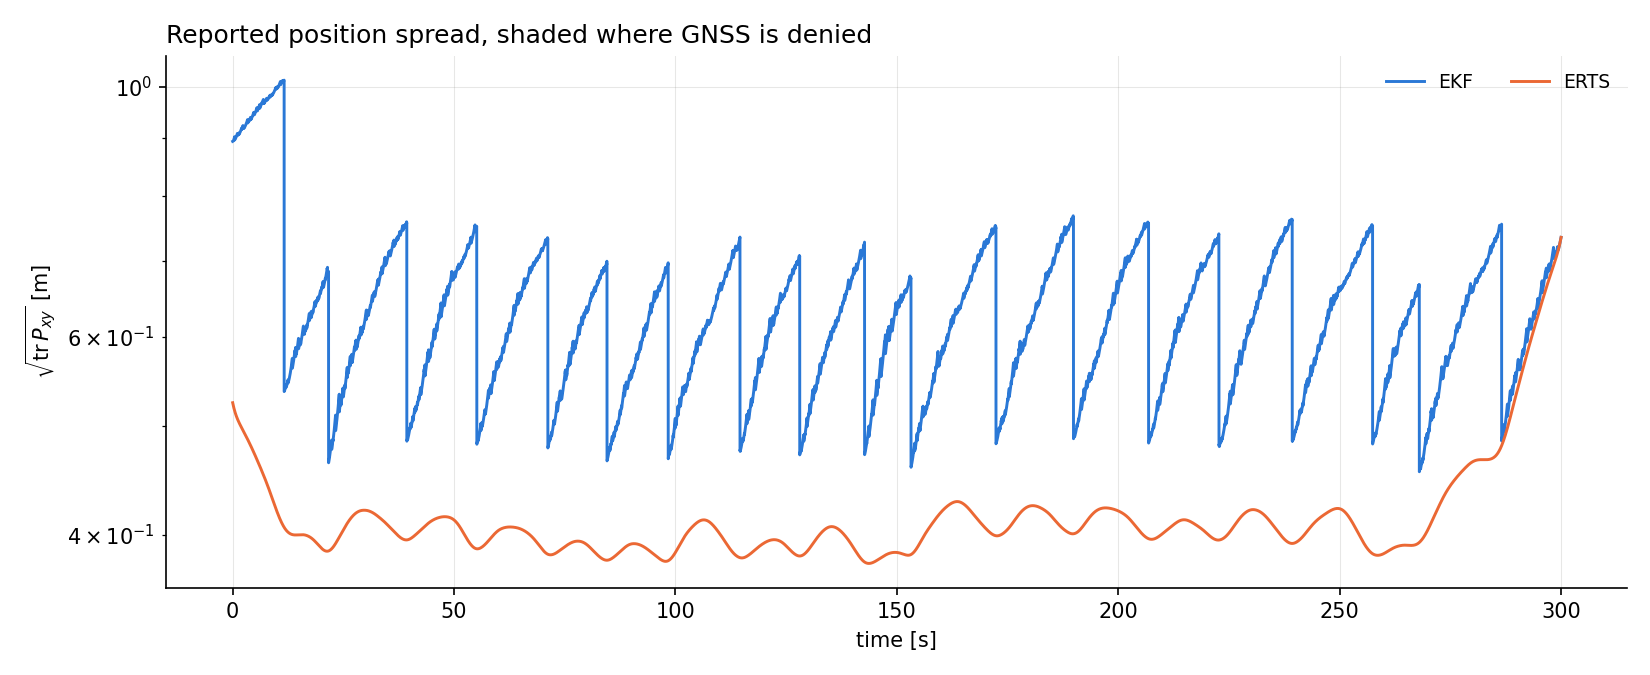 Reported position spread, shaded where GNSS is denied
EKF
ERTS
10⁰
6 × 10⁻¹
4 × 10⁻¹
√tr Pxy [m]
0
50
100
150
200
250
300
time [s]